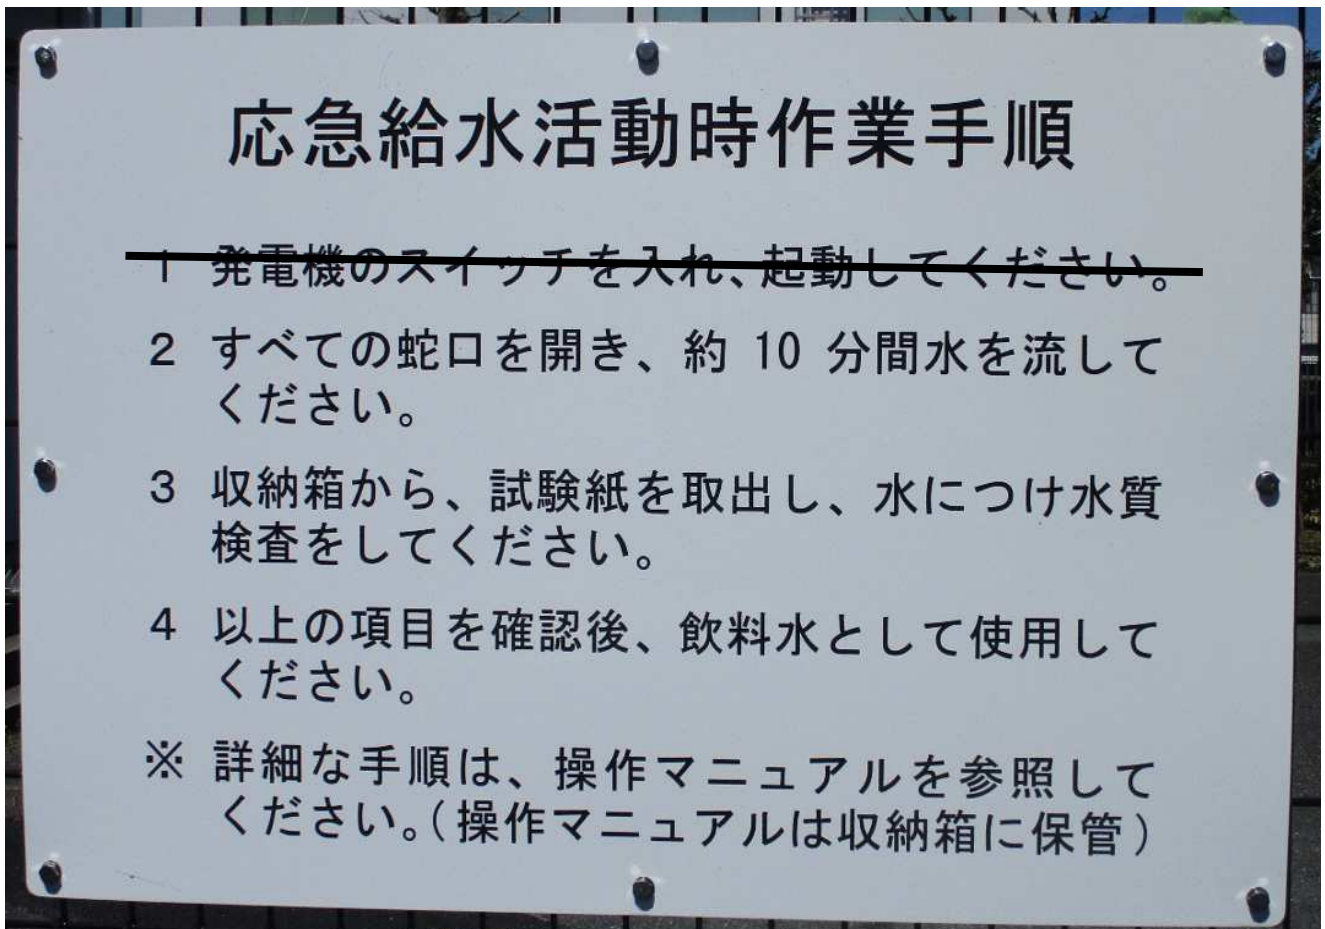 応急給水活動時作業手順
1 発電機のスイッチを入れ、起動してください。
2 すべての蛇口を開き、約 10 分間水を流して
ください。
3 収納箱から、試験紙を取出し、水につけ水質
検査をしてください。
4 以上の項目を確認後、飲料水として使用して
ください。
※ 詳細な手順は、操作マニュアルを参照して
ください。(操作マニュアルは収納箱に保管)